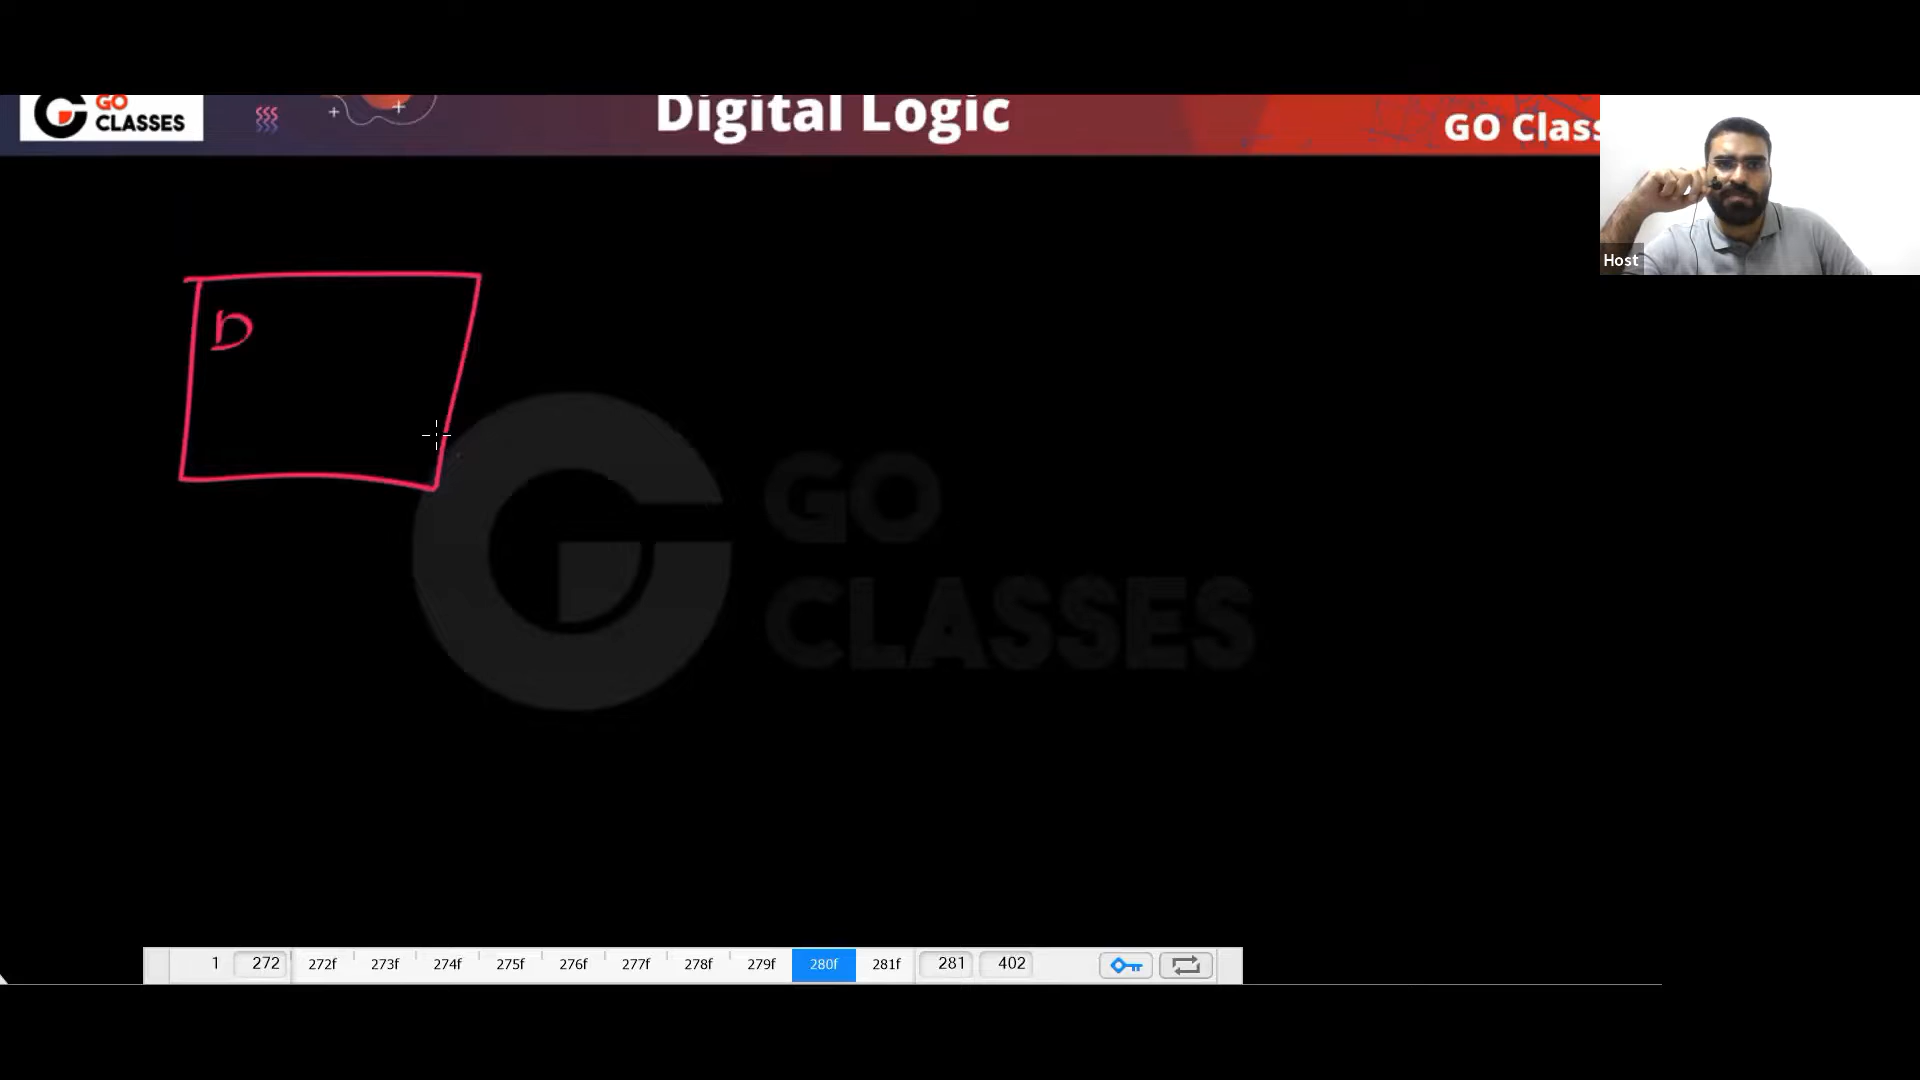 GO
CLASSES
Digital Logic
GO Class
Host
D
GO
CLASSES
1 272 272f 273f 274f 275f 276f 277f 278f 279f 280f 281f 281 402